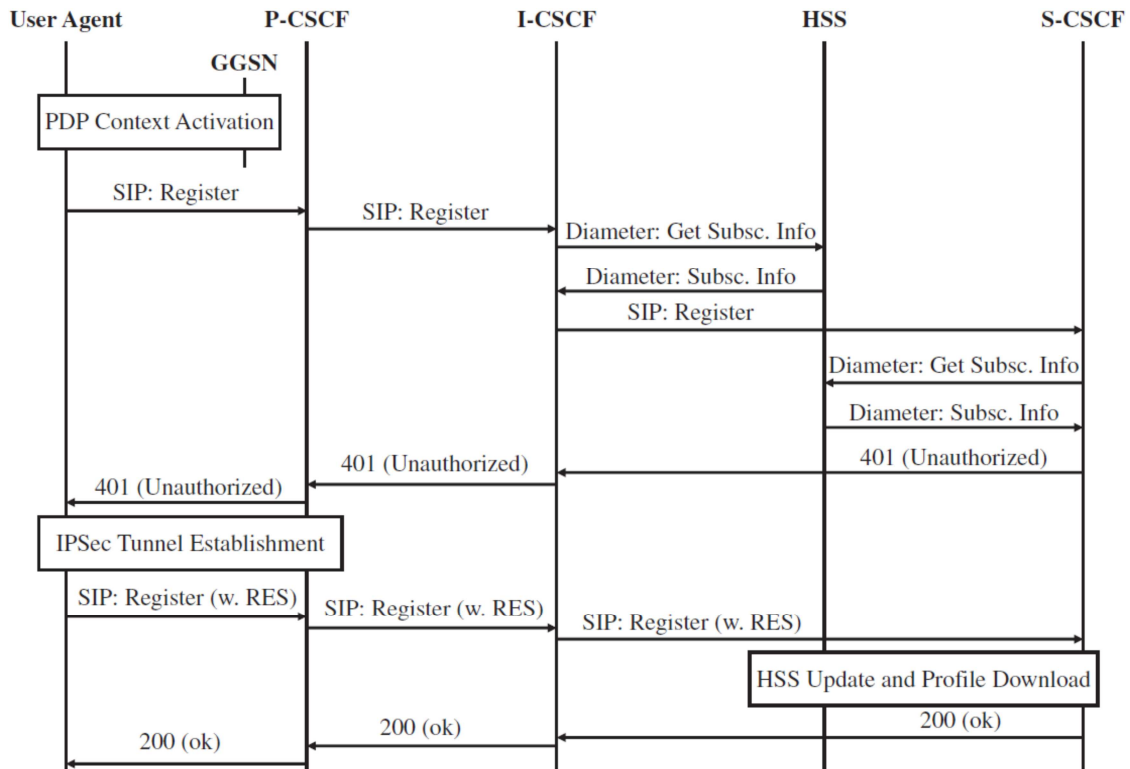 User Agent
P-CSCF
I-CSCF
HSS
S-CSCF
GGSN
PDP Context Activation
SIP: Register
SIP: Register
Diameter: Get Subsc. Info
Diameter: Subsc. Info
SIP: Register
Diameter: Get Subsc. Info
Diameter: Subsc. Info
401 (Unauthorized)
401 (Unauthorized)
401 (Unauthorized)
IPSec Tunnel Establishment
SIP: Register (w. RES)
SIP: Register (w. RES)
SIP: Register (w. RES)
HSS Update and Profile Download
200 (ok)
200 (ok)
200 (ok)